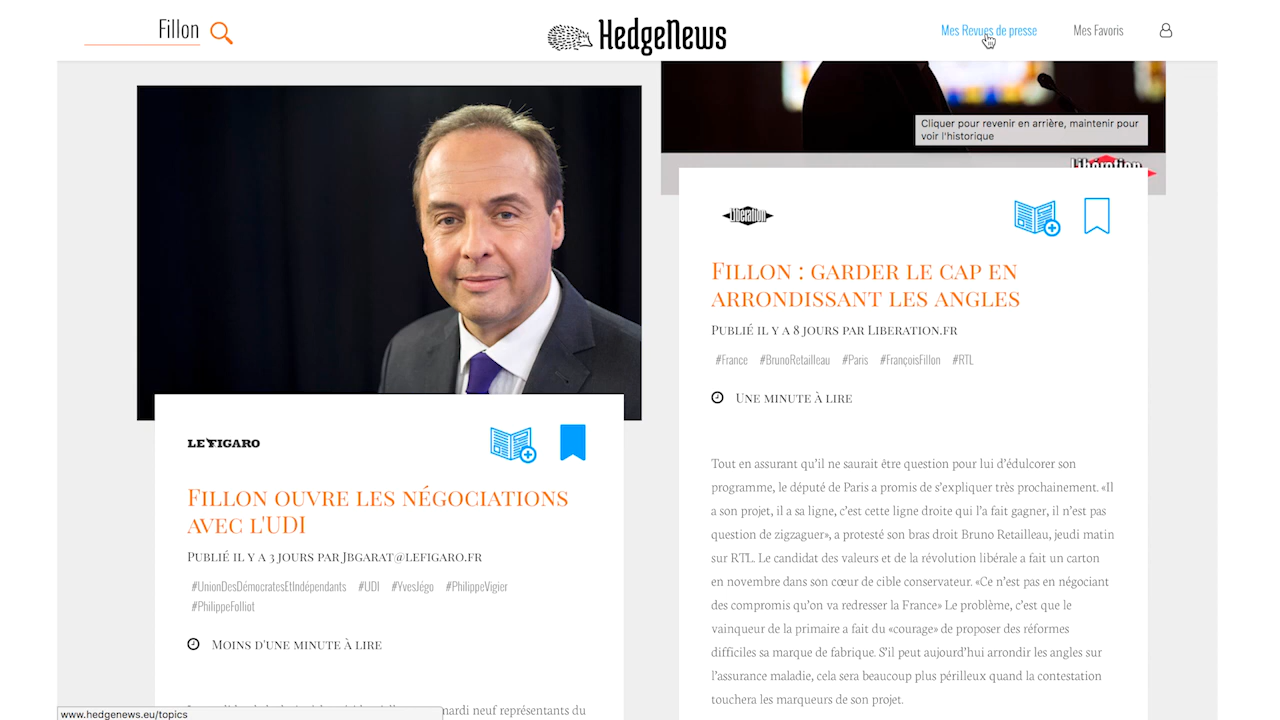 Fillon
HedgeNews
Mes Revues de presse
Mes Favoris
LE FIGARO
Fillon ouvre les négociations
avec l'UDI
Publié il y a 3 jours par Jbgarat@lefigaro.fr
#UnionDesDémocratesEtIndépendants #UDI #YvesJégo #PhilippeVigier
#PhilippeFolliot
Moins d'une minute à lire
mardi neuf représentants du
Cliquer pour revenir en arrière, maintenir pour
voir l'historique
Libération
Libération
Fillon : garder le cap en
arrondissant les angles
Publié il y a 8 jours par Liberation.fr
#France #BrunoRetailleau #Paris #FrançoisFillon #RTL
Une minute à lire
Tout en assurant qu'il ne saurait être question pour lui d'édulcorer son
programme, le député de Paris a promis de s'expliquer très prochainement. «Il
a son projet, il a sa ligne, c'est cette ligne droite qui l'a fait gagner, il n'est pas
question de zigzaguer», a protesté son bras droit Bruno Retailleau, jeudi matin
sur RTL. Le candidat des valeurs et de la révolution libérale a fait un carton
en novembre dans son cœur de cible conservateur. «Ce n'est pas en négociant
des compromis qu'on va redresser la France» Le problème, c'est que le
vainqueur de la primaire a fait du «courage» de proposer des réformes
difficiles sa marque de fabrique. S'il peut aujourd'hui arrondir les angles sur
l'assurance maladie, cela sera beaucoup plus périlleux quand la contestation
touchera les marqueurs de son projet.
www.hedgenews.eu/topics